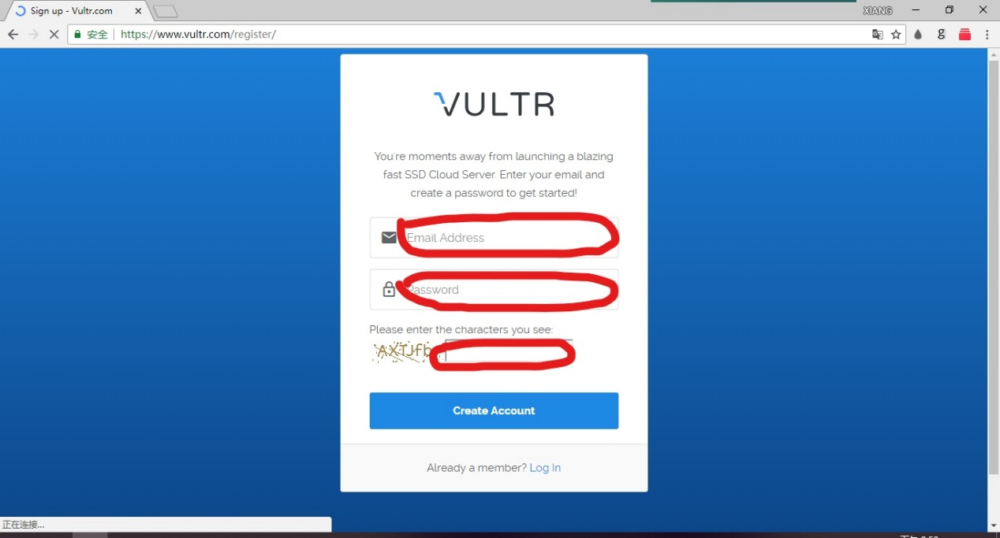 Sign up - Vultr.com
XIANG
安全
https://www.vultr.com/register/
g
VULTR
You're moments away from launching a blazing
fast SSD Cloud Server. Enter your email and
create a password to get started!
Email Address
Password
Please enter the characters you see:
Create Account
Already a member? Log In
正在连接...